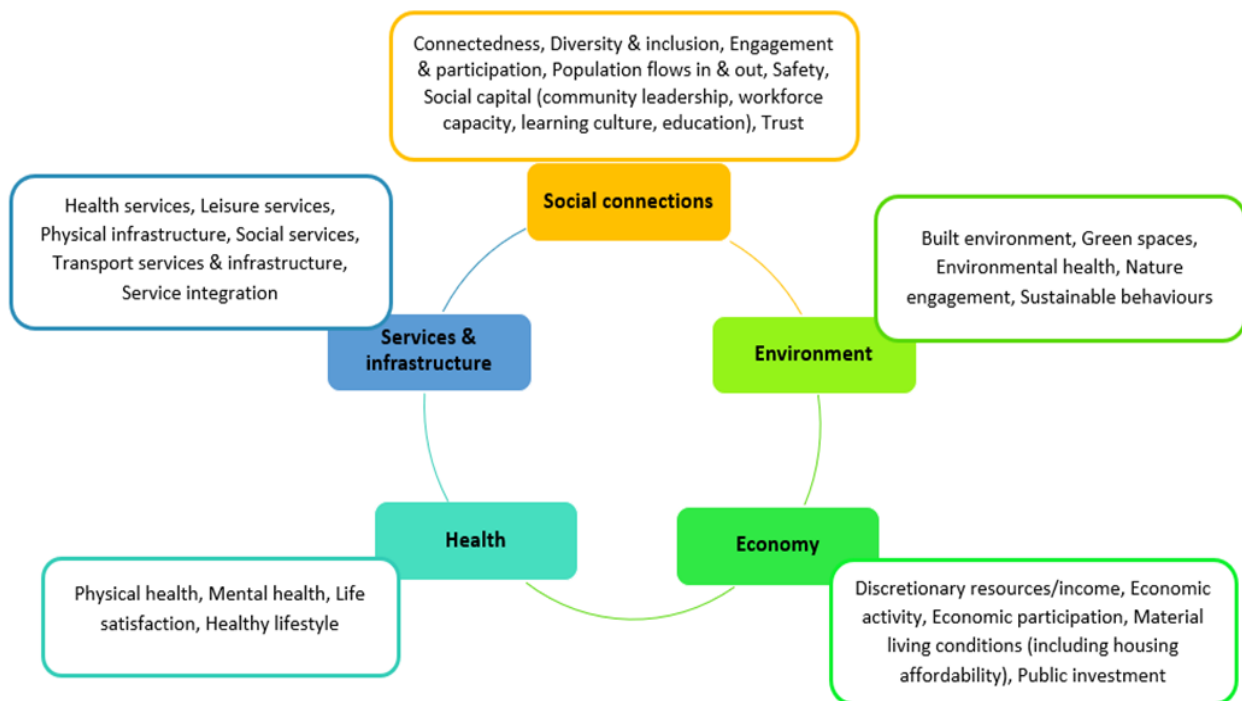 Connectedness, Diversity & inclusion, Engagement
& participation, Population flows in & out, Safety,
Social capital (community leadership, workforce
capacity, learning culture, education), Trust
Social connections
Health services, Leisure services,
Physical infrastructure, Social services,
Transport services & infrastructure,
Service integration
Services &
infrastructure
Built environment, Green spaces,
Environmental health, Nature
engagement, Sustainable behaviours
Environment
Health
Physical health, Mental health, Life
satisfaction, Healthy lifestyle
Economy
Discretionary resources/income, Economic
activity, Economic participation, Material
living conditions (including housing
affordability), Public investment